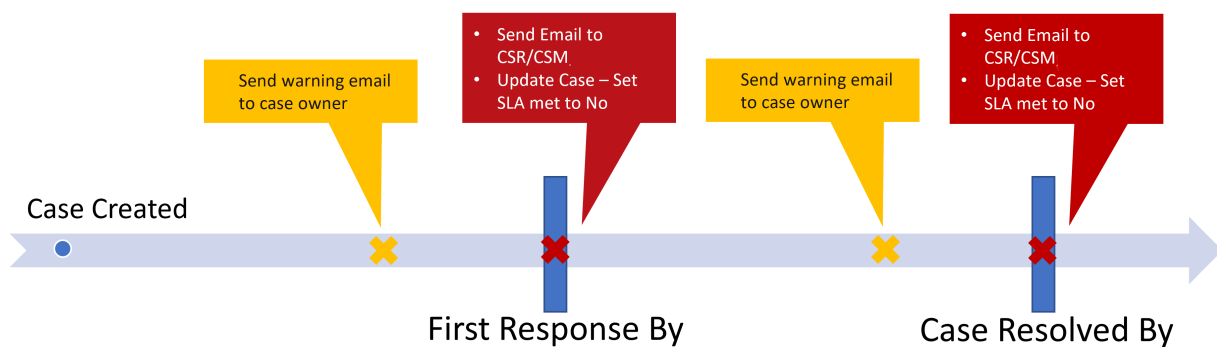 Case Created
Send warning email
to case owner
• Send Email to
CSR/CSM
• Update Case – Set
SLA met to No
First Response By
Send warning email
to case owner
• Send Email to
CSR/CSM
• Update Case – Set
SLA met to No
Case Resolved By